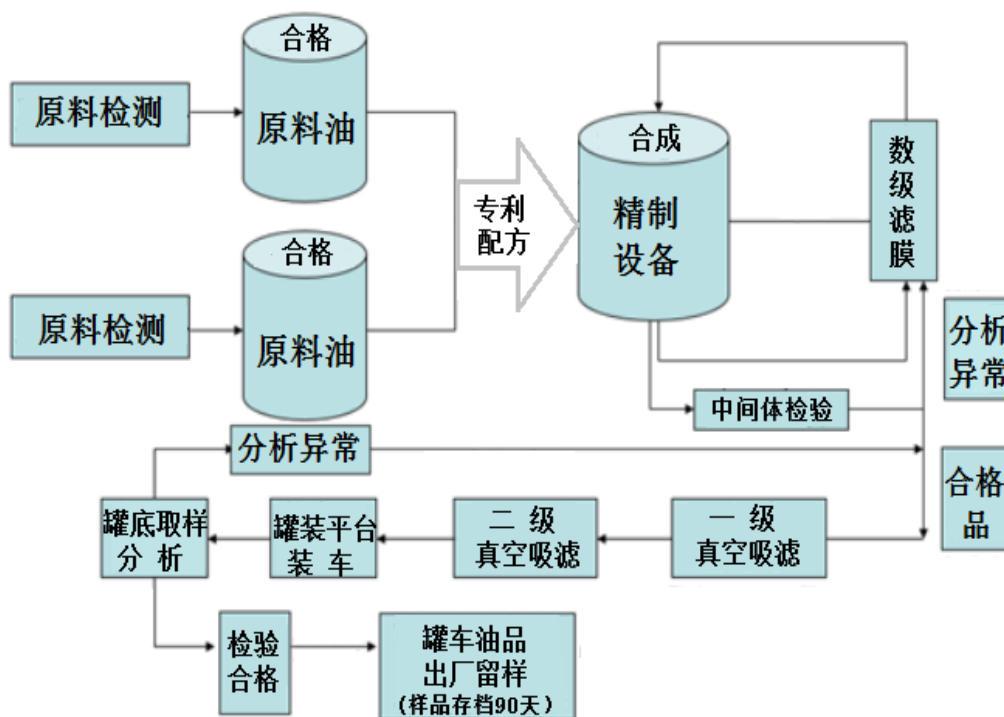 合格
原料检测
原料油
合格
原料检测
原料油
专利
配方
合成
精制
设备
数
级
滤
膜
分析
异常
中间体检验
分析异常
合格
品
罐底取样
分 析
罐装平台
装 车
二 级
真空吸滤
一 级
真空吸滤
检验
合格
罐车油品
出厂留样
（样品存档90天）